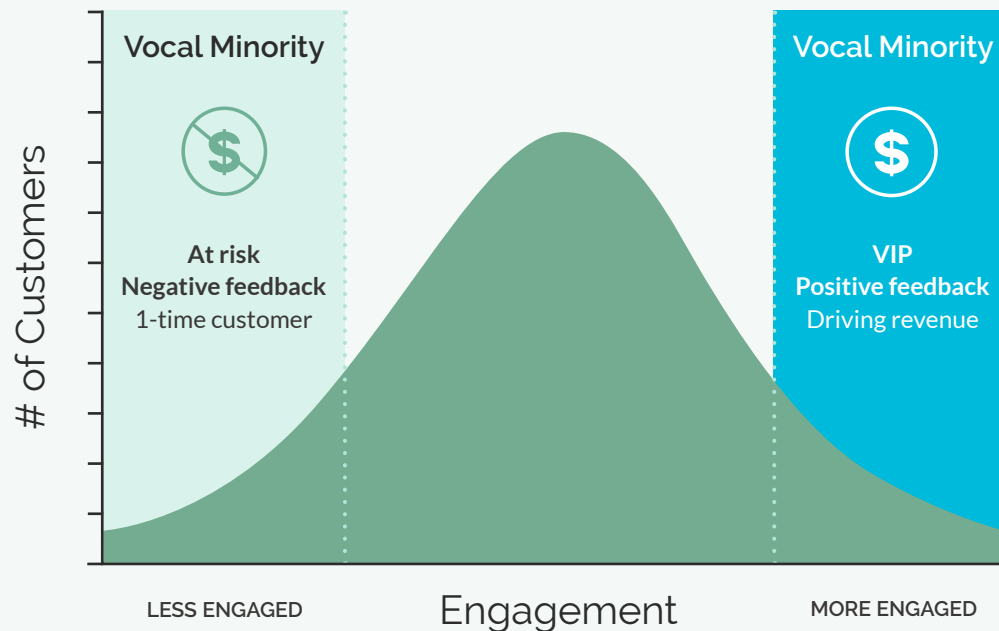 Vocal Minority
$
At risk
Negative feedback
1-time customer
Vocal Minority
$
VIP
Positive feedback
Driving revenue
# of Customers
LESS ENGAGED
Engagement
MORE ENGAGED